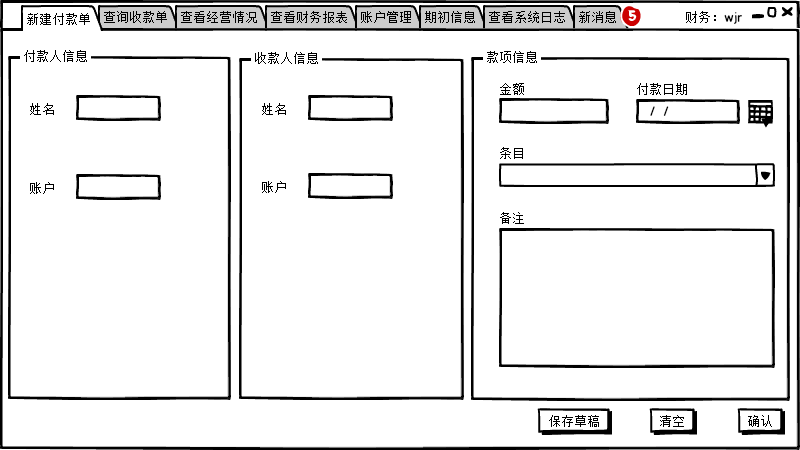 新建付款单 查询收款单 查看经营情况 查看财务报表 账户管理 期初信息 查看系统日志 新消息 5 财务：wjr
付款人信息 收款人信息 款项信息
金额 付款日期
姓名 姓名 / /
条目
账户 账户
备注
保存草稿 清空 确认